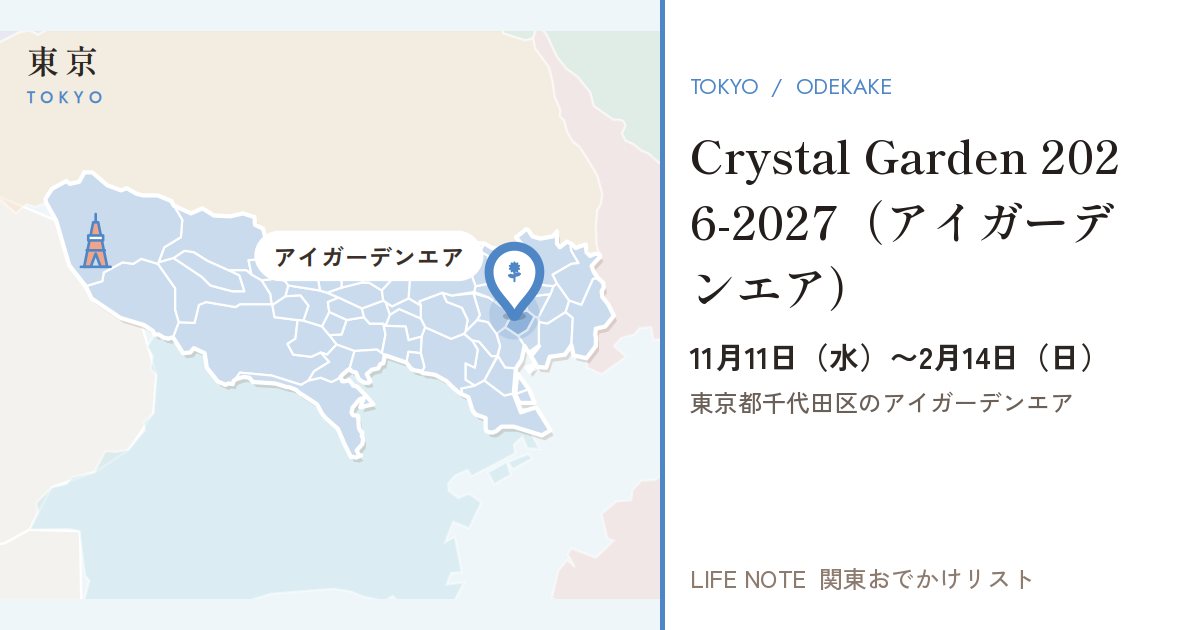 東京
TOKYO
アイガーデンエア
TOKYO / ODEKAKE
Crystal Garden 202
6-2027（アイガーデ
ンエア）
11月11日（水）〜2月14日（日）
東京都千代田区のアイガーデンエア
LIFE NOTE 関東おでかけリスト